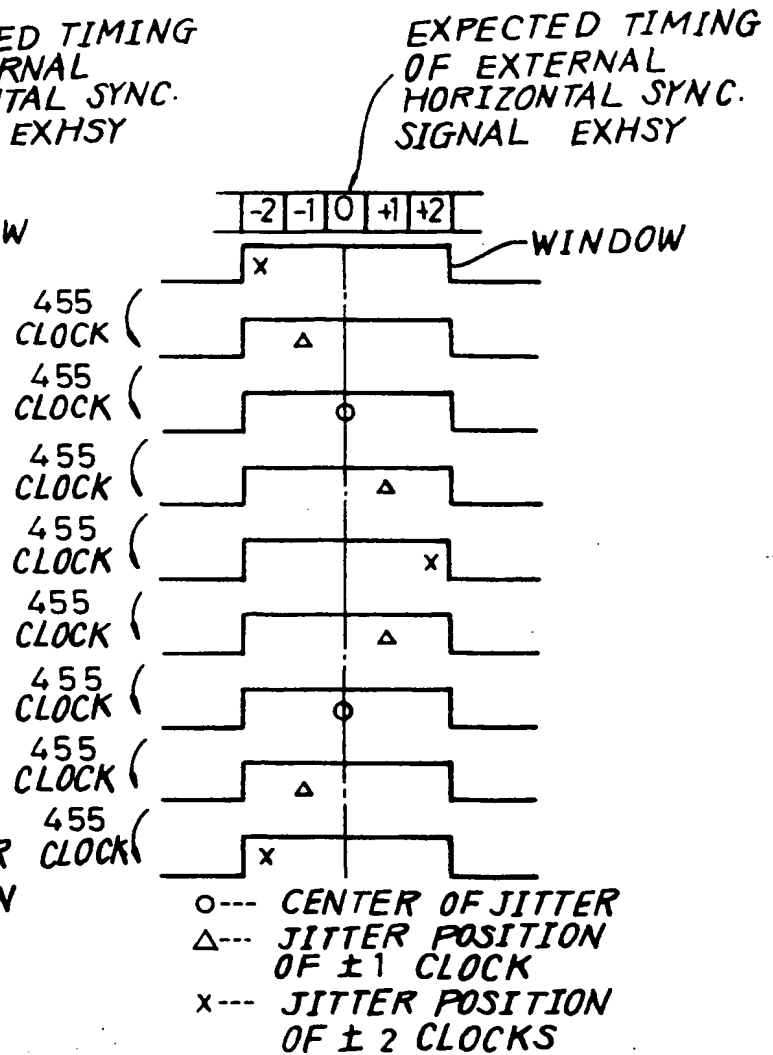 ED TIMING
RNAL
NTAL SYNC.
EXHSY
EXPECTED TIMING
OF EXTERNAL
HORIZONTAL SYNC.
SIGNAL EXHSY
-2 -1 0 +1 +2
W
WINDOW
455
CLOCK
455
CLOCK
455
CLOCK
455
CLOCK
455
CLOCK
455
CLOCK
455
CLOCK
455
R CLOCK
N
O--- CENTER OF JITTER
△--- JITTER POSITION
OF ±1 CLOCK
x--- JITTER POSITION
OF ± 2 CLOCKS